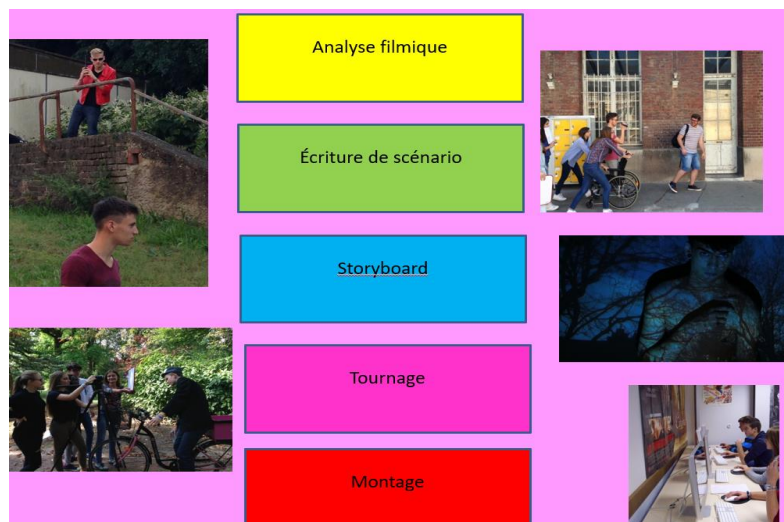 Analyse filmique
Écriture de scénario
Storyboard
Tournage
Montage